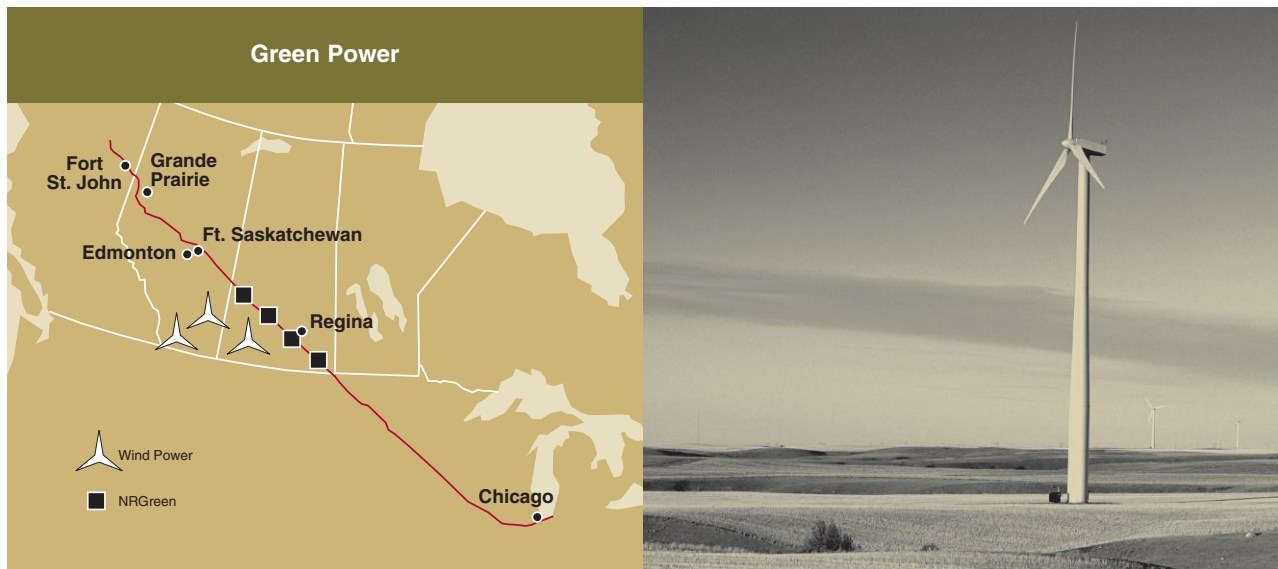 Green Power
Fort
St. John
Grande
Prairie
Ft. Saskatchewan
Edmonton
Regina
Wind Power
NRGreen
Chicago